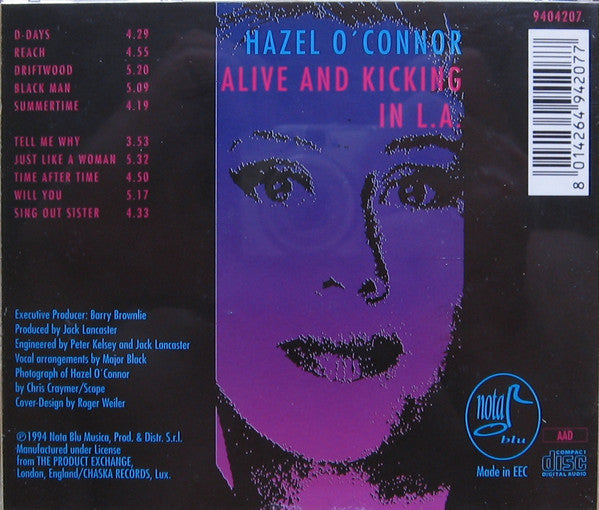 D-DAYS 4.29
REACH 4.55
DRIFTWOOD 5.20
BLACK MAN 5.09
SUMMERTIME 4.19
TELL ME WHY 3.53
JUST LIKE A WOMAN 5.32
TIME AFTER TIME 4.50
WILL YOU 5.17
SING OUT SISTER 4.33
HAZEL O´CONNOR
ALIVE AND KICKING
IN L.A.
9404207.
8 014264 942077
Executive Producer: Barry Brownlie
Produced by Jack Lancaster
Engineered by Peter Kelsey and Jack Lancaster
Vocal arrangements by Major Black
Photograph of Hazel O´Connor
by Chris Craymer/Scope
Cover-Design by Roger Weiler
℗1994 Nota Blu Musica, Prod. & Distr. S.r.l.
Manufactured under License
from THE PRODUCT EXCHANGE,
London, England/CHASKA RECORDS, Lux.
nota
blu
Made in EEC
AAD
COMPACT
disc
DIGITAL AUDIO